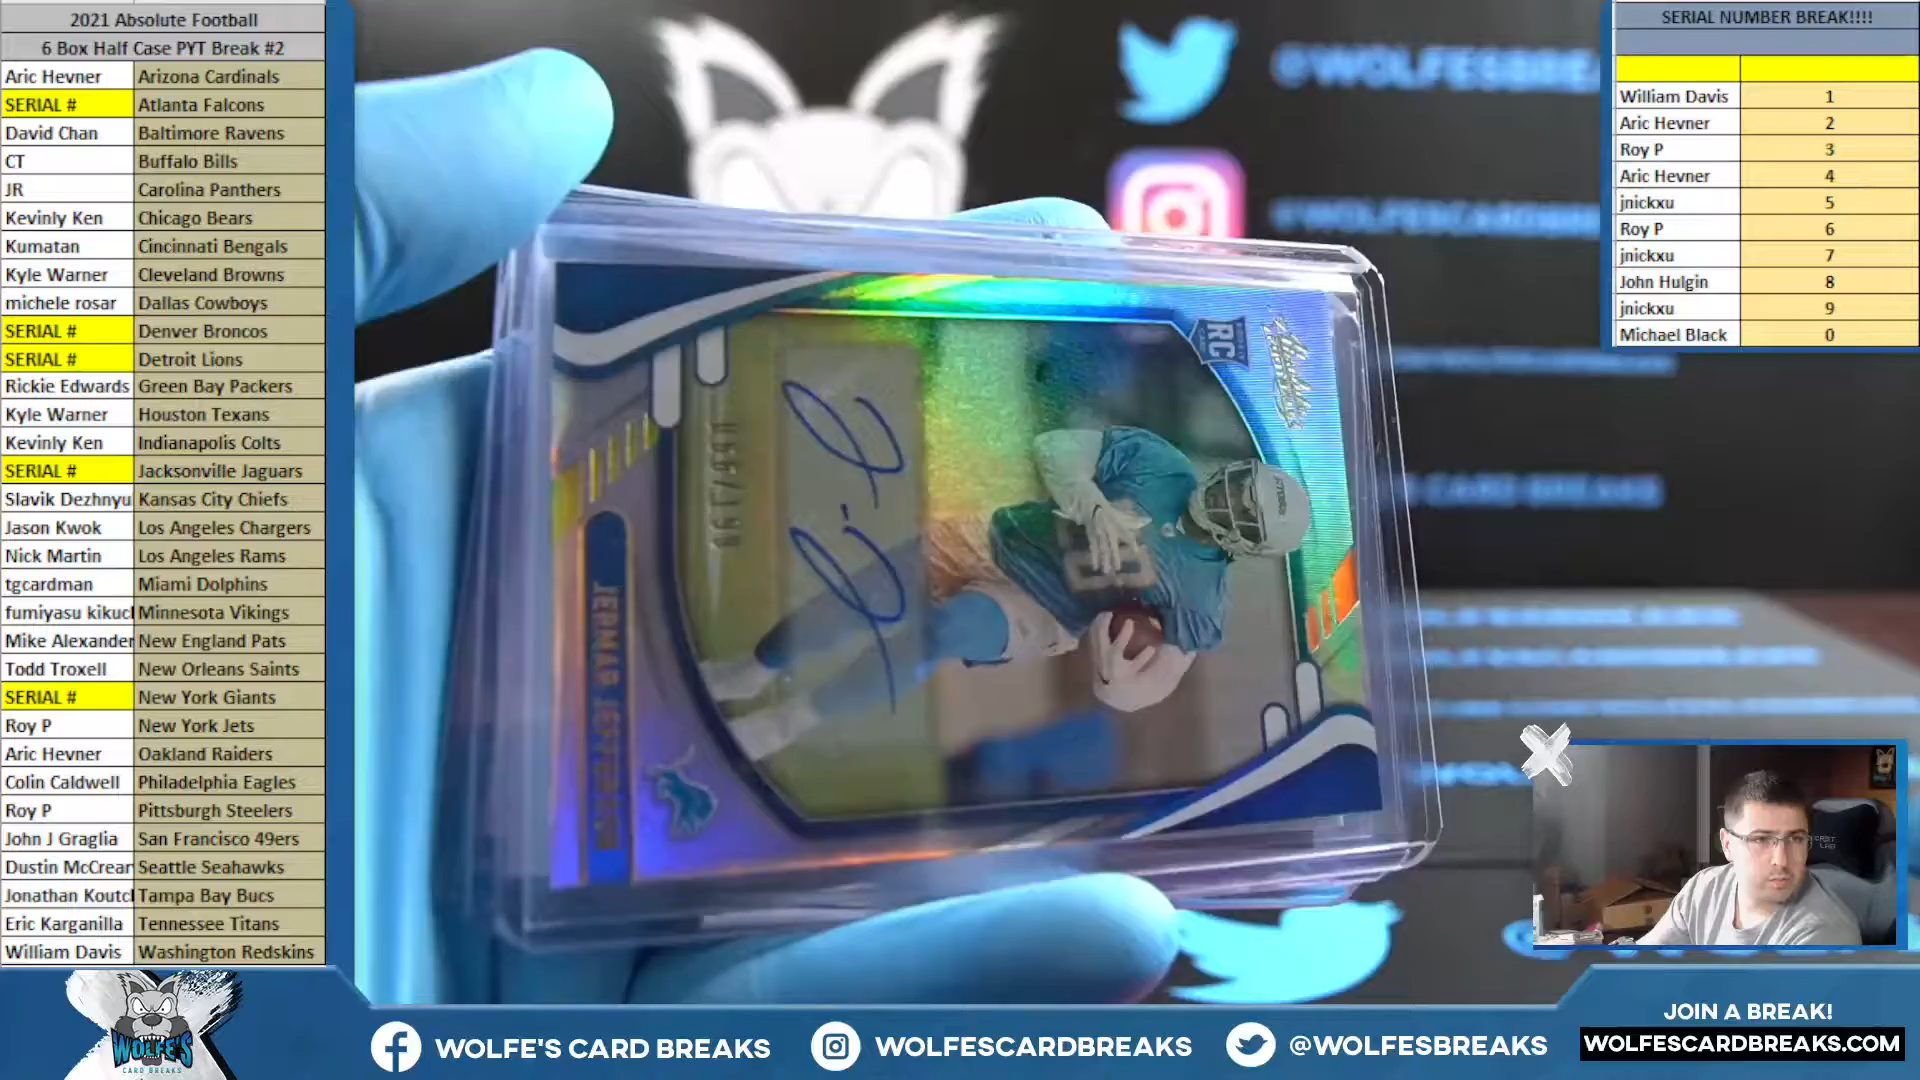 2021 Absolute Football
6 Box Half Case PYT Break #2
Aric Hevner Arizona Cardinals
SERIAL # Atlanta Falcons
David Chan Baltimore Ravens
CT Buffalo Bills
JR Carolina Panthers
Kevinly Ken Chicago Bears
Kumatan Cincinnati Bengals
Kyle Warner Cleveland Browns
michele rosar Dallas Cowboys
SERIAL # Denver Broncos
SERIAL # Detroit Lions
Rickie Edwards Green Bay Packers
Kyle Warner Houston Texans
Kevinly Ken Indianapolis Colts
SERIAL # Jacksonville Jaguars
Slavik Dezhnyu Kansas City Chiefs
Jason Kwok Los Angeles Chargers
Nick Martin Los Angeles Rams
tgcardman Miami Dolphins
fumiyasu kikuc Minnesota Vikings
Mike Alexander New England Pats
Todd Troxell New Orleans Saints
SERIAL # New York Giants
Roy P New York Jets
Aric Hevner Oakland Raiders
Colin Caldwell Philadelphia Eagles
Roy P Pittsburgh Steelers
John J Graglia San Francisco 49ers
Dustin McCrear Seattle Seahawks
Jonathan Koutcl Tampa Bay Bucs
Eric Karganilla Tennessee Titans
William Davis Washington Redskins
SERIAL NUMBER BREAK!!!!
William Davis 1
Aric Hevner 2
Roy P 3
Aric Hevner 4
jnickxu 5
Roy P 6
jnickxu 7
John Hulgin 8
jnickxu 9
Michael Black 0
@WOLFESBREA
@WOLFESCARDBR
RC
Absolute
JERMAR JEFFERSON
WOLFE'S
CARD BREAKS
WOLFE'S CARD BREAKS
WOLFESCARDBREAKS
@WOLFESBREAKS
JOIN A BREAK!
WOLFESCARDBREAKS.COM